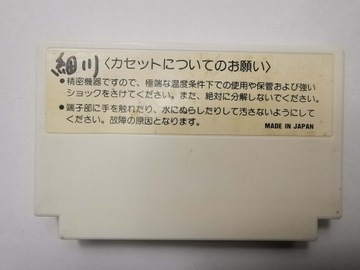 細川 〈カセットについてのお願い〉
●精密機器ですので、極端な温度条件下での使用や保管および強い
ショックをさけてください。また、絶対に分解しないでください。
●端子部に手を触れたり、水にぬらしたりして汚さないようにして
ください。故障の原因となります。
MADE IN JAPAN